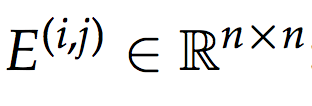 E^{(i,j)} ∈ ℝ^{n×n}